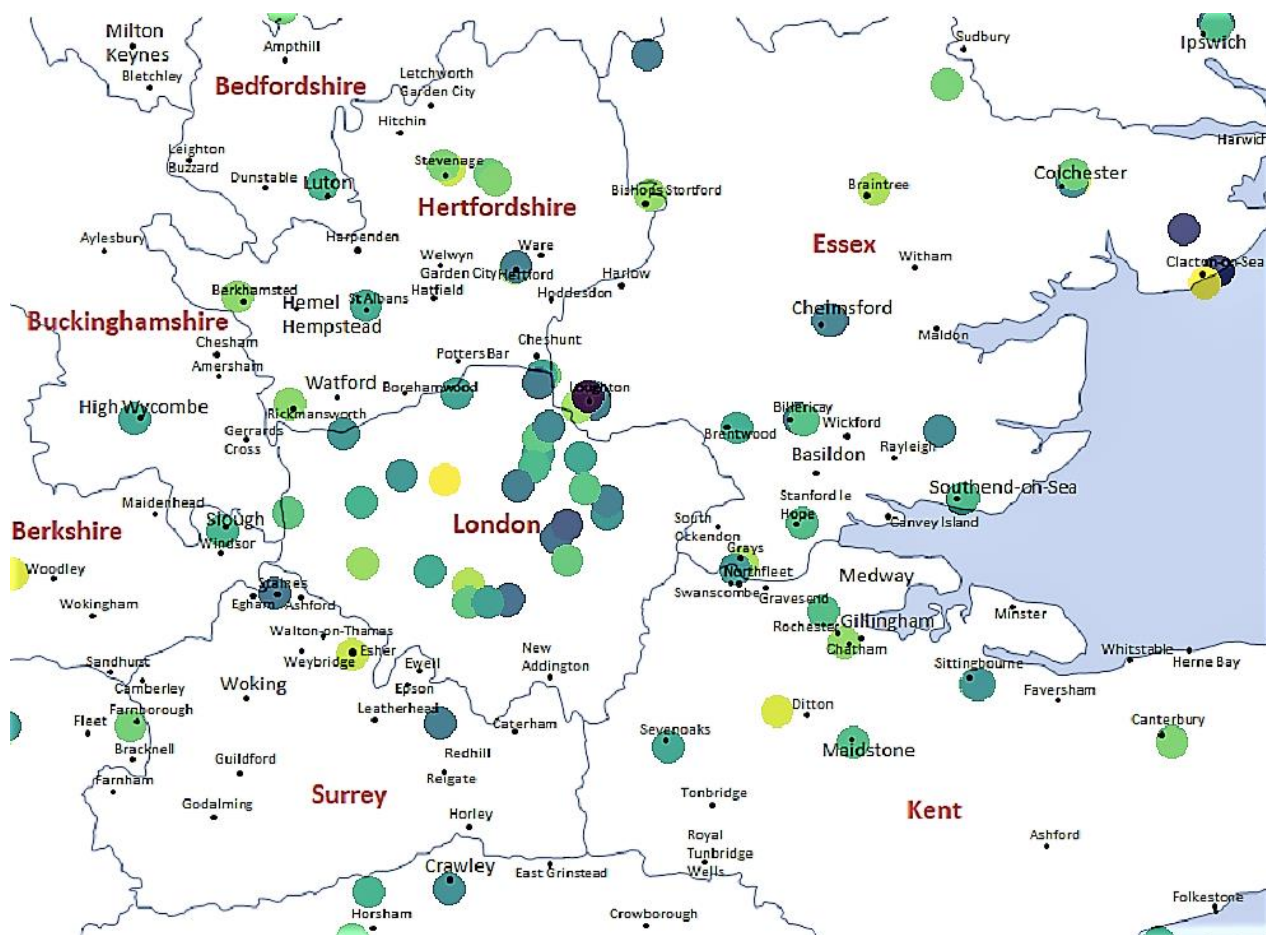 Milton
Keynes
Bletchley
Ampthill
Bedfordshire
Letchworth
Garden City
Hitchin
Sudbury
Ipswich
Harwic
Leighton
Buzzard
Dunstable
Luton
Stevenage
Hertfordshire
Bishops Stortford
Braintree
Colchester
Essex
Aylesbury
Harpenden
Welwyn
Garden City
Ware
Hertford
Hatfield
Hoddesdon
Harlow
Witham
Clacton-on-Sea
Berkhamsted
Hemel
Hempstead
St Albans
Buckinghamshire
Chesham
Amersham
Potters Bar
Cheshunt
Chelmsford
Maldon
High Wycombe
Watford
Rickmansworth
Borehamwood
Loughton
Gerrards
Cross
Brentwood
Billericay
Wickford
Basildon
Rayleigh
Maidenhead
Berkshire
Slough
Windsor
London
South
Ockendon
Stanford le
Hope
Southend-on-Sea
Canvey Island
Woodley
Wokingham
Staines
Egham
Ashford
Grays
Northfleet
Swanscombe
Gravesend
Medway
Rochester
Gillingham
Chatham
Minster
Walton-on-Thamas
Weybridge
Esher
Ewell
Epson
New
Addington
Sittingbourne
Whitstable
Herne Bay
Faversham
Sandhurst
Camberley
Woking
Farnborough
Fleet
Bracknell
Leatherhead
Caterham
Sevenoaks
Ditton
Maidstone
Canterbury
Guildford
Redhill
Reigate
Farnham
Godalming
Surrey
Horley
Tonbridge
Kent
Royal
Tunbridge
Wells
Ashford
Crawley
East Grinstead
Horsham
Crowborough
Folkestone